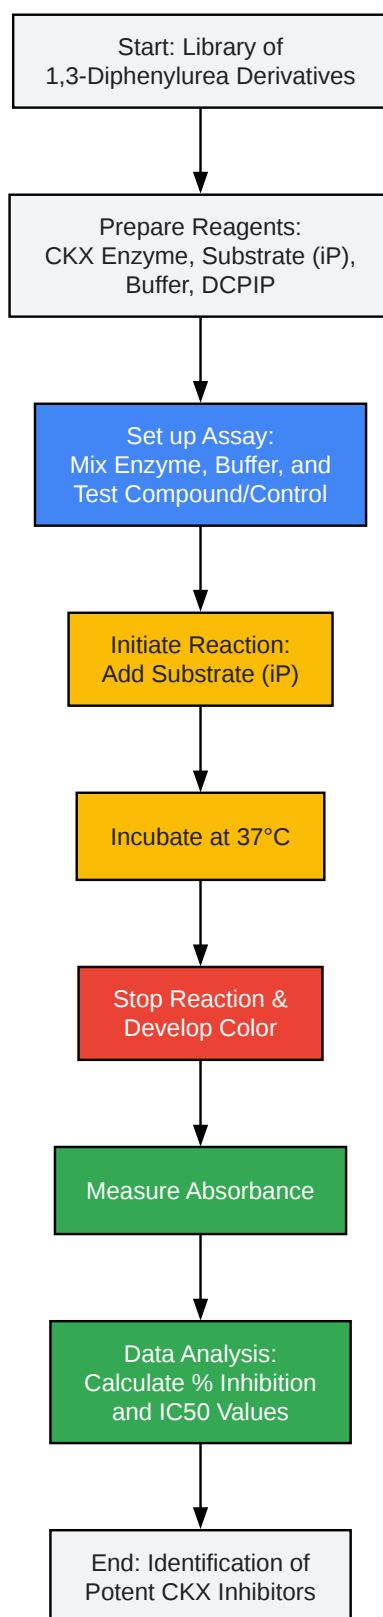 Start: Library of
1,3-Diphenylurea Derivatives
Prepare Reagents:
CKX Enzyme, Substrate (iP),
Buffer, DCPIP
Set up Assay:
Mix Enzyme, Buffer, and
Test Compound/Control
Initiate Reaction:
Add Substrate (iP)
Incubate at 37°C
Stop Reaction &
Develop Color
Measure Absorbance
Data Analysis:
Calculate % Inhibition
and IC50 Values
End: Identification of
Potent CKX Inhibitors